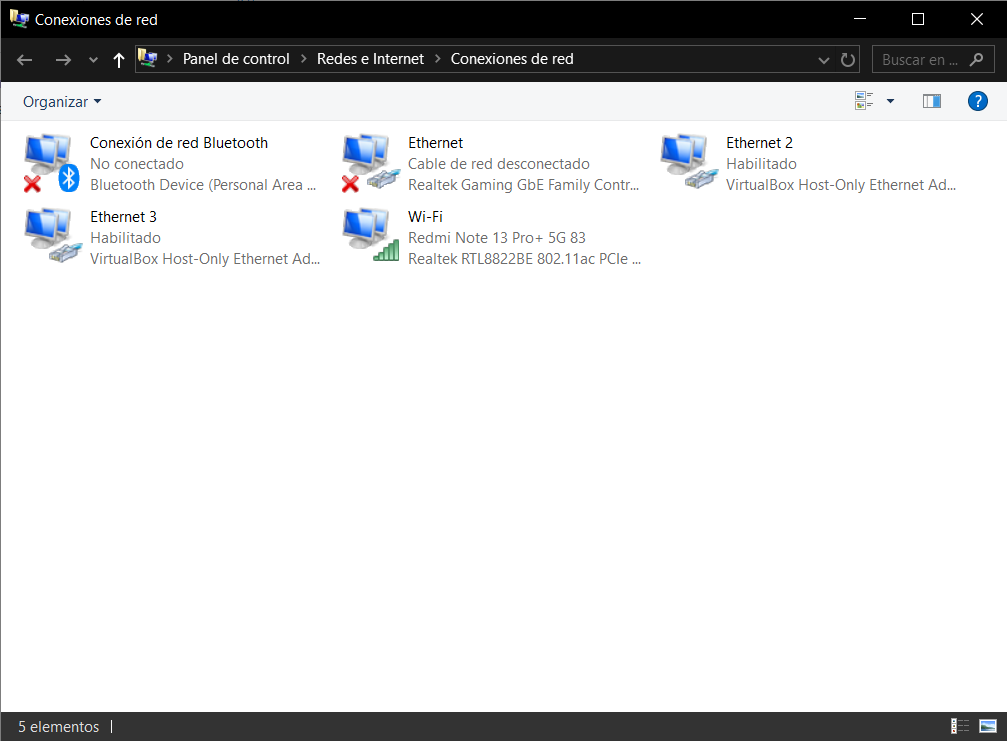 Conexiones de red
Panel de control > Redes e Internet > Conexiones de red
Buscar en ...
Organizar
Conexión de red Bluetooth
No conectado
Bluetooth Device (Personal Area ...
Ethernet
Cable de red desconectado
Realtek Gaming GbE Family Contr...
Ethernet 2
Habilitado
VirtualBox Host-Only Ethernet Ad...
Ethernet 3
Habilitado
VirtualBox Host-Only Ethernet Ad...
Wi-Fi
Redmi Note 13 Pro+ 5G 83
Realtek RTL8822BE 802.11ac PCIe ...
5 elementos